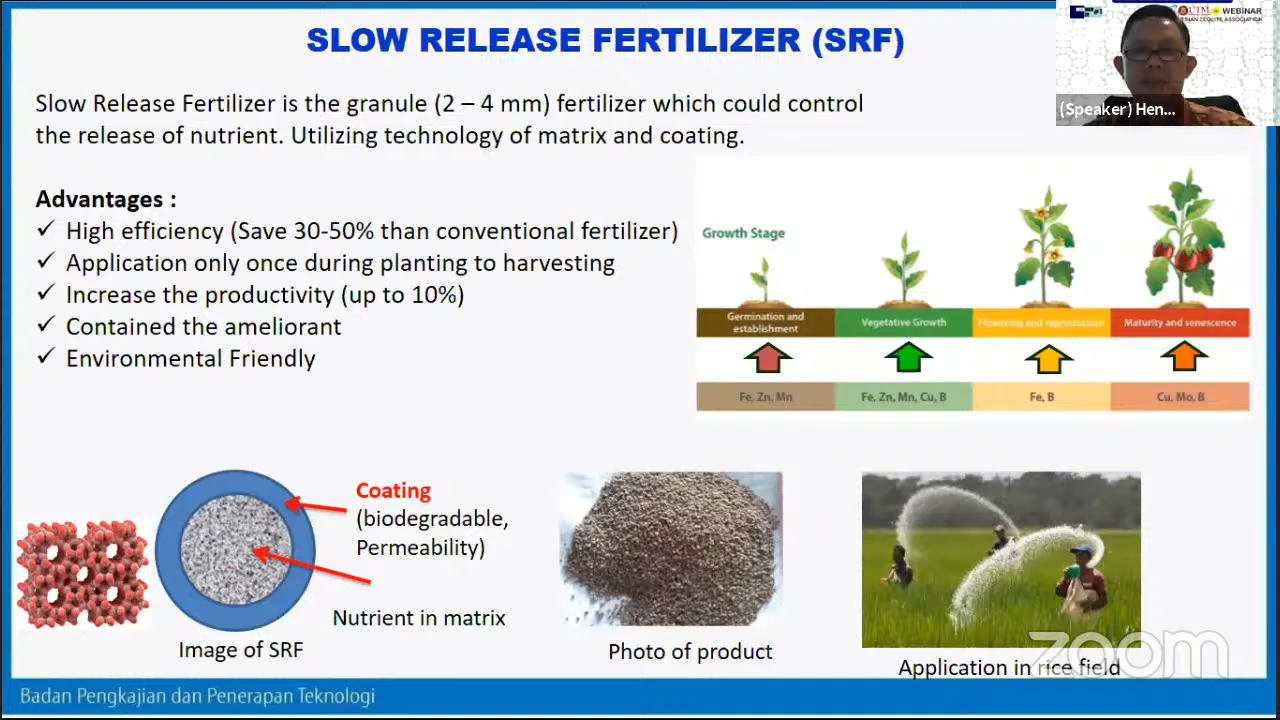 SLOW RELEASE FERTILIZER (SRF)
UTM WEBINAR
ZEOLITE ASSOCIATION
(Speaker) Hen...
Slow Release Fertilizer is the granule (2 – 4 mm) fertilizer which could control
the release of nutrient. Utilizing technology of matrix and coating.
Advantages :
✓ High efficiency (Save 30-50% than conventional fertilizer)
✓ Application only once during planting to harvesting
✓ Increase the productivity (up to 10%)
✓ Contained the ameliorant
✓ Environmental Friendly
Growth Stage
Germination and
establishment
Vegetative Growth
Flowering and reproduction
Maturity and senescence
Fe, Zn, Mn
Fe, Zn, Mn, Cu, B
Fe, B
Cu, Mo, B
Coating
(biodegradable,
Permeability)
Nutrient in matrix
Image of SRF
Photo of product
Application in rice field
zoom
Badan Pengkajian dan Penerapan Teknologi